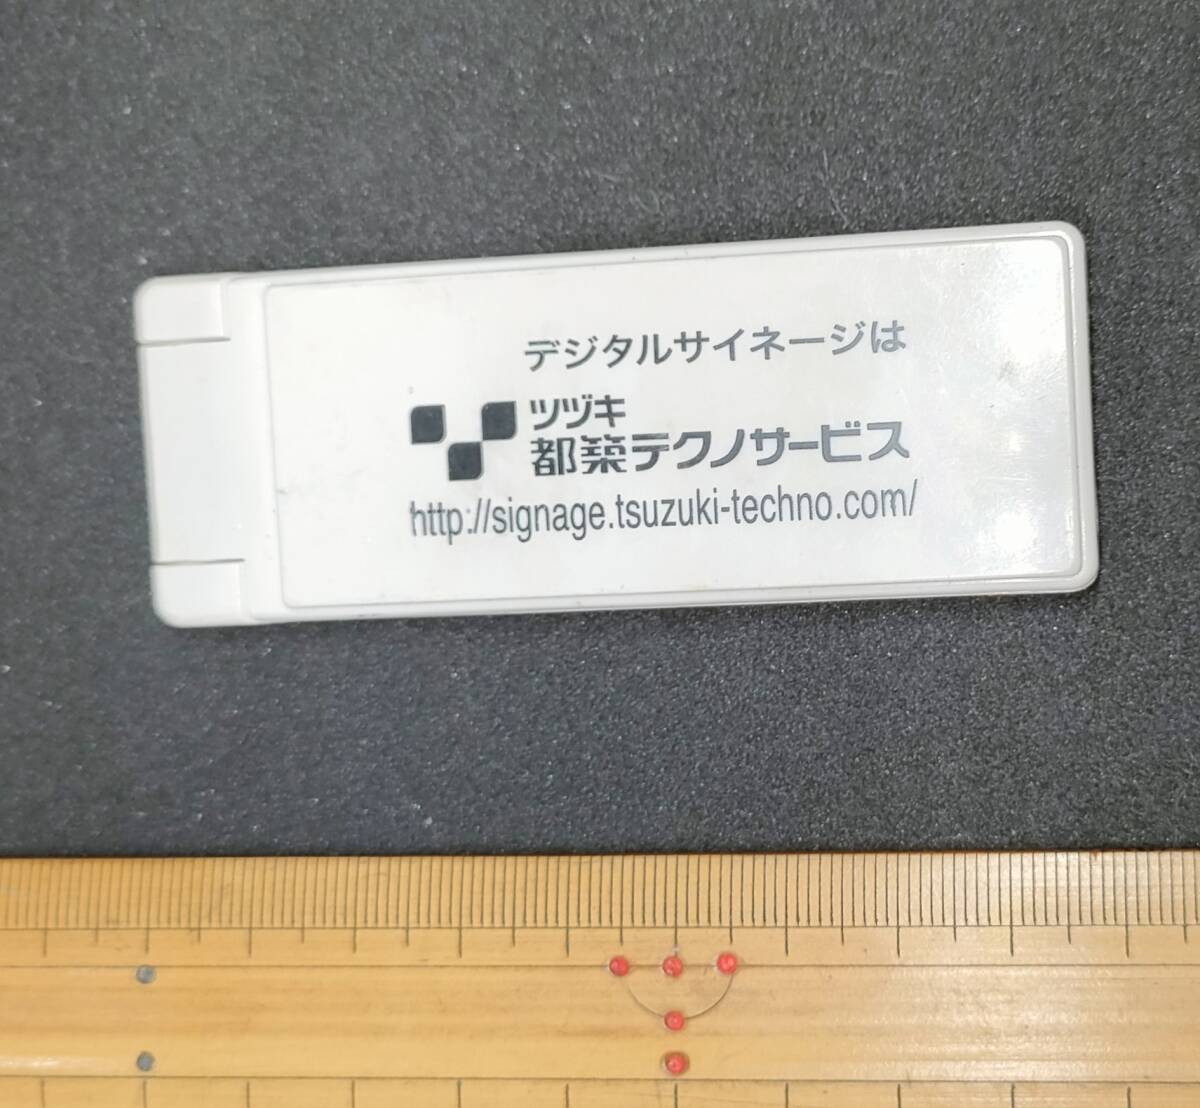 デジタルサイネージは
ツヅキ
都築テクノサービス
http://signage.tsuzuki-techno.com/